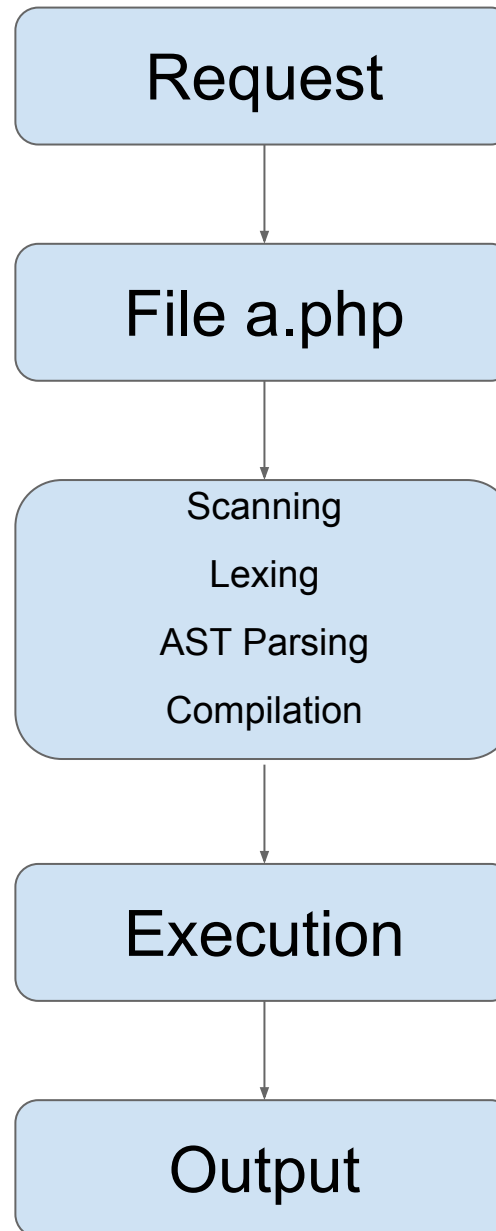 Request
File a.php
Scanning
Lexing
AST Parsing
Compilation
Execution
Output